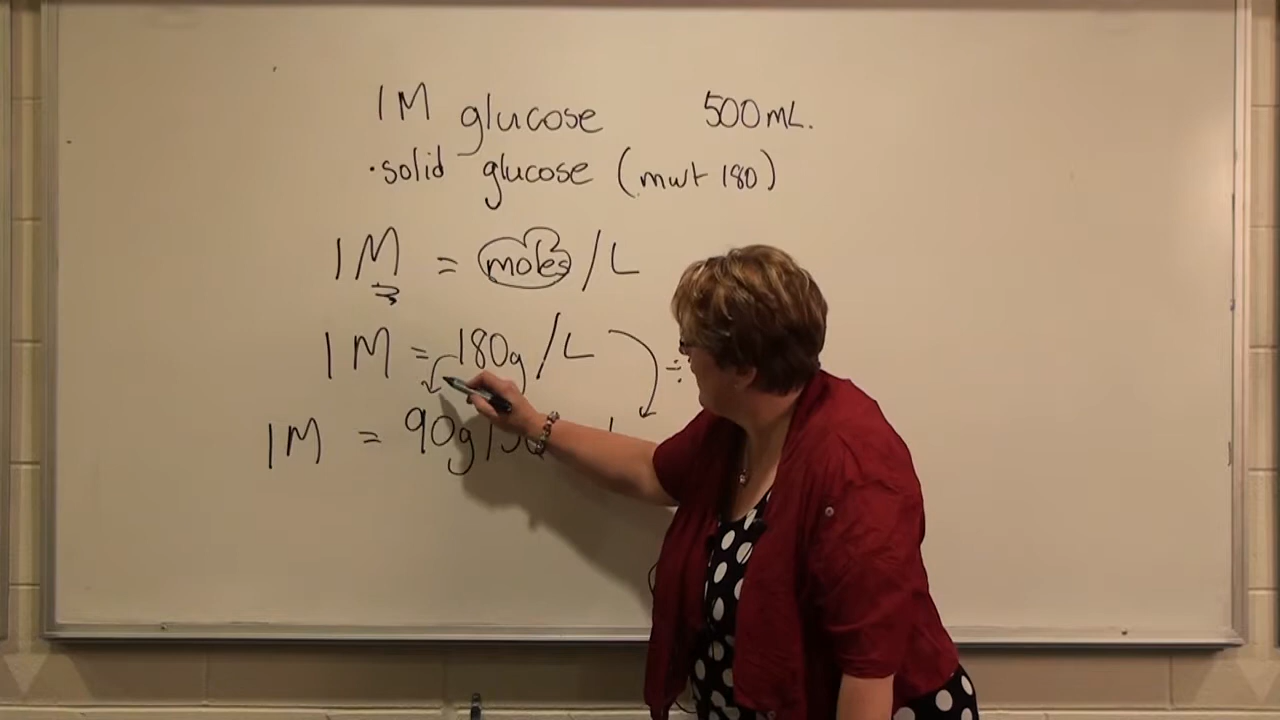 1M glucose 500mL.
·solid glucose (mwt 180)
1M = moles/L
1M = 180g/L ÷
1M = 90g/